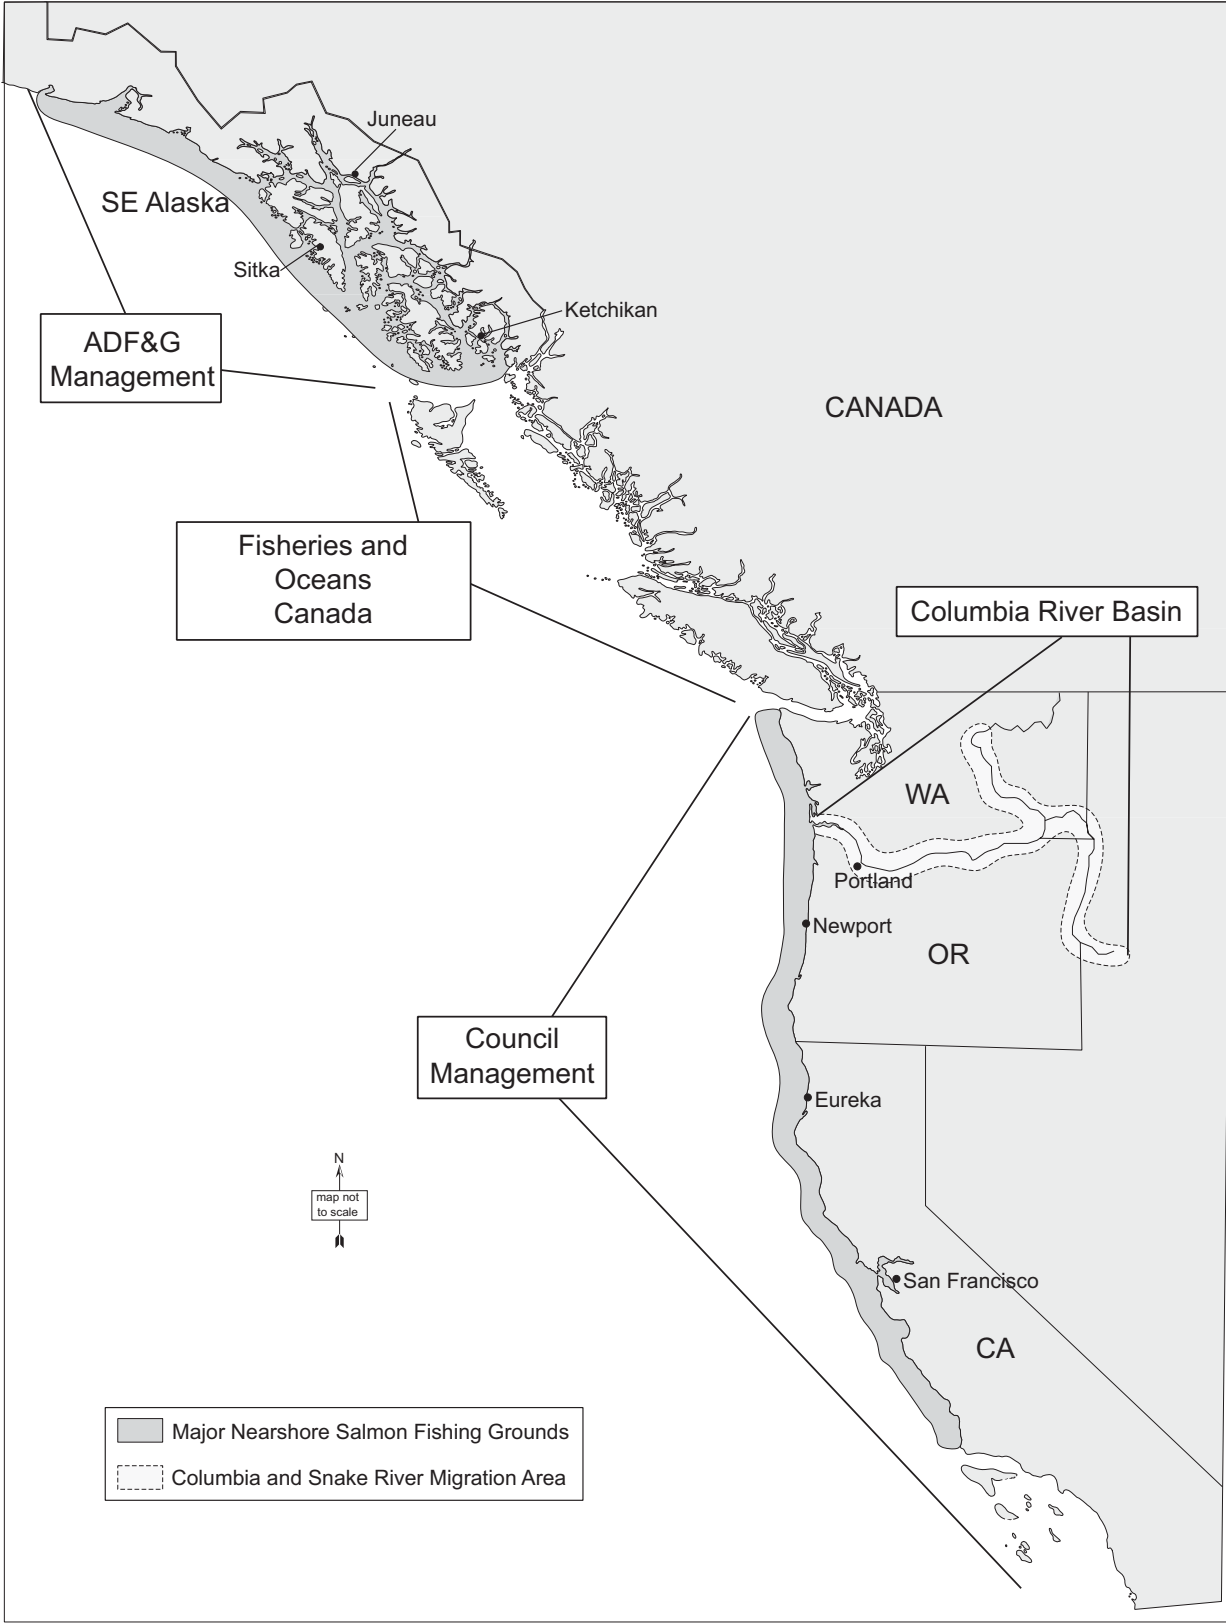 Juneau
SE Alaska
Sitka
Ketchikan
ADF&G
Management
CANADA
Fisheries and
Oceans
Canada
Columbia River Basin
WA
Portland
Newport
OR
Council
Management
Eureka
N
map not
to scale
San Francisco
CA
Major Nearshore Salmon Fishing Grounds
Columbia and Snake River Migration Area